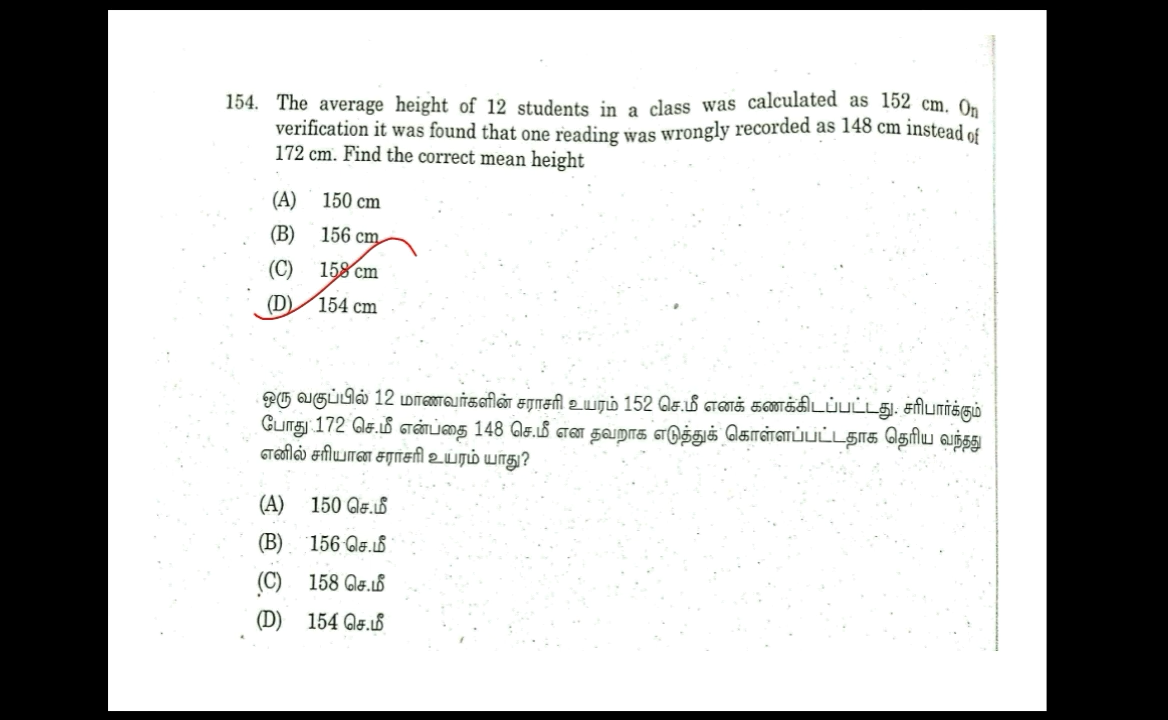 154. The average height of 12 students in a class was calculated as 152 cm. On
verification it was found that one reading was wrongly recorded as 148 cm instead of
172 cm. Find the correct mean height
(A) 150 cm
(B) 156 cm
(C) 158 cm
(D) 154 cm
ஒரு வகுப்பில் 12 மாணவர்களின் சராசரி உயரம் 152 செ.மீ எனக் கணக்கிடப்பட்டது. சரிபார்க்கும்
போது 172 செ.மீ என்பதை 148 செ.மீ என தவறாக எடுத்துக் கொள்ளப்பட்டதாக தெரிய வந்தது
எனில் சரியான சராசரி உயரம் யாது?
(A) 150 செ.மீ
(B) 156 செ.மீ
(C) 158 செ.மீ
(D) 154 செ.மீ